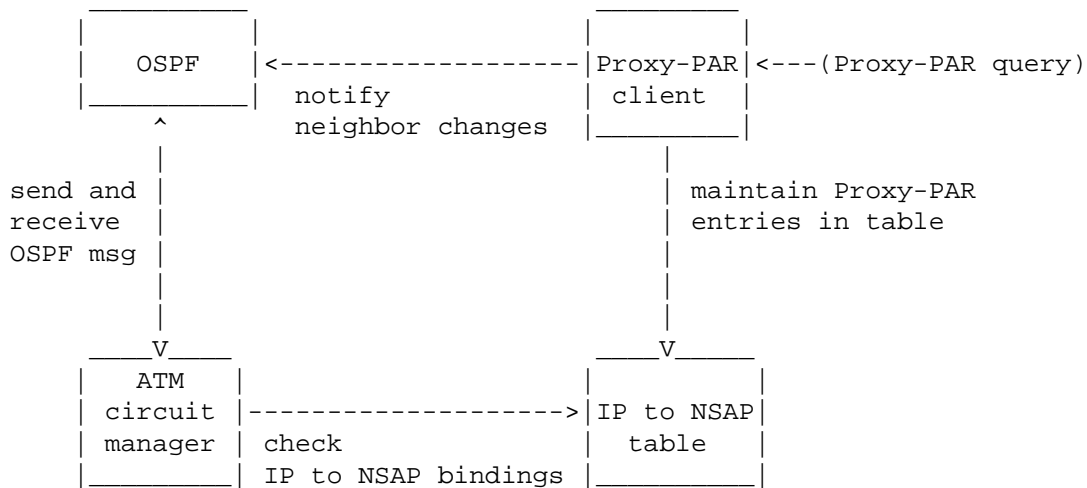 OSPF
Proxy-PAR
client
(Proxy-PAR query)
notify
neighbor changes
send and
receive
OSPF msg
maintain Proxy-PAR
entries in table
V
V
ATM
circuit
manager
IP to NSAP
table
check
IP to NSAP bindings